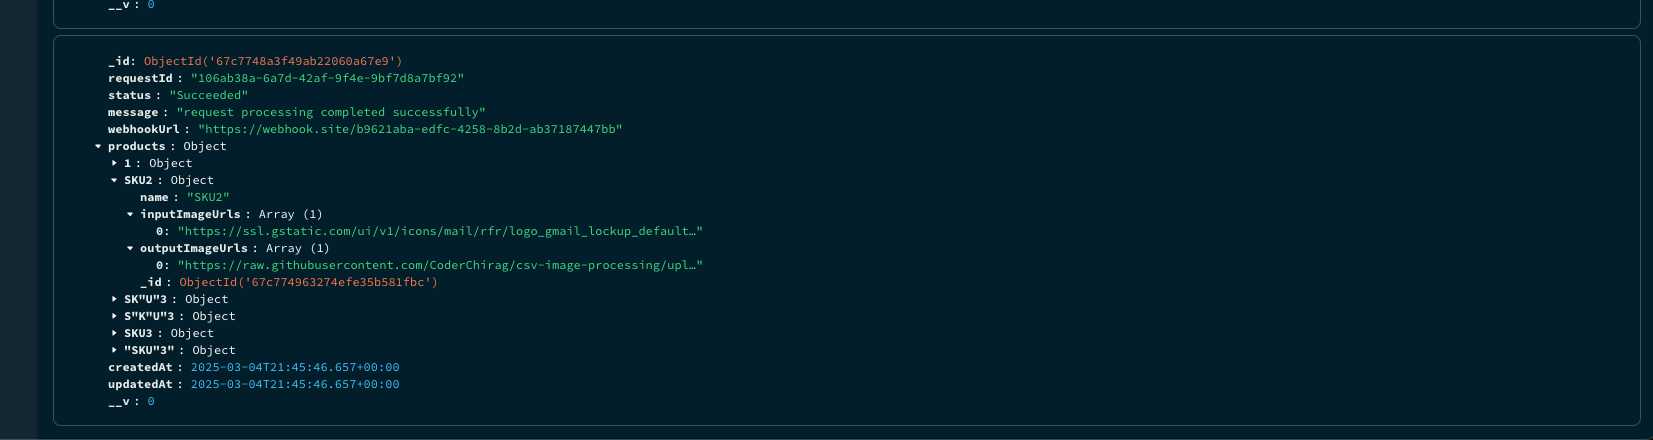 __v : 0
_id: ObjectId('67c7748a3f49ab22060a67e9')
requestId : "106ab38a-6a7d-42af-9f4e-9bf7d8a7bf92"
status : "Succeeded"
message : "request processing completed successfully"
webhookUrl : "https://webhook.site/b9621aba-edfc-4258-8b2d-ab37187447bb"
products : Object
1 : Object
SKU2 : Object
name : "SKU2"
inputImageUrls : Array (1)
0: "https://ssl.gstatic.com/ui/v1/icons/mail/rfr/logo_gmail_lockup_default…"
outputImageUrls : Array (1)
0: "https://raw.githubusercontent.com/CoderChirag/csv-image-processing/upl…"
_id : ObjectId('67c774963274efe35b581fbc')
SK"U"3 : Object
S"K"U"3 : Object
SKU3 : Object
"SKU"3" : Object
createdAt : 2025-03-04T21:45:46.657+00:00
updatedAt : 2025-03-04T21:45:46.657+00:00
__v : 0